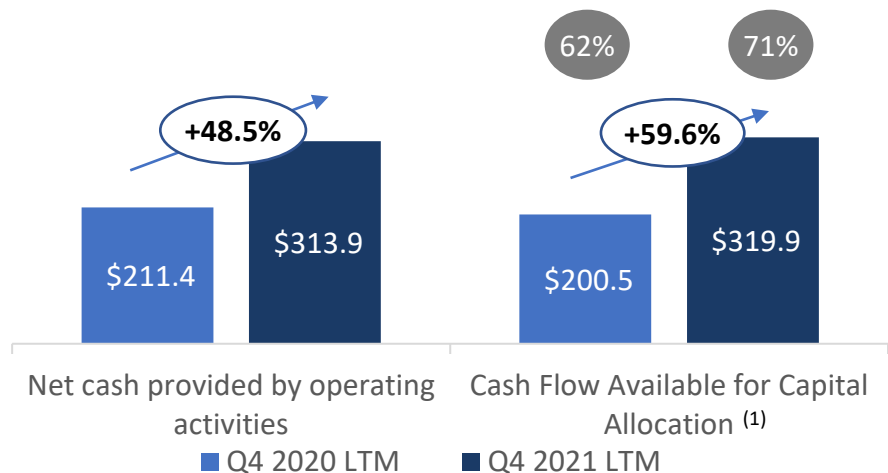 62%
71%
+48.5%
+59.6%
$211.4
$313.9
$200.5
$319.9
Net cash provided by operating
activities
Cash Flow Available for Capital
Allocation (1)
Q4 2020 LTM
Q4 2021 LTM